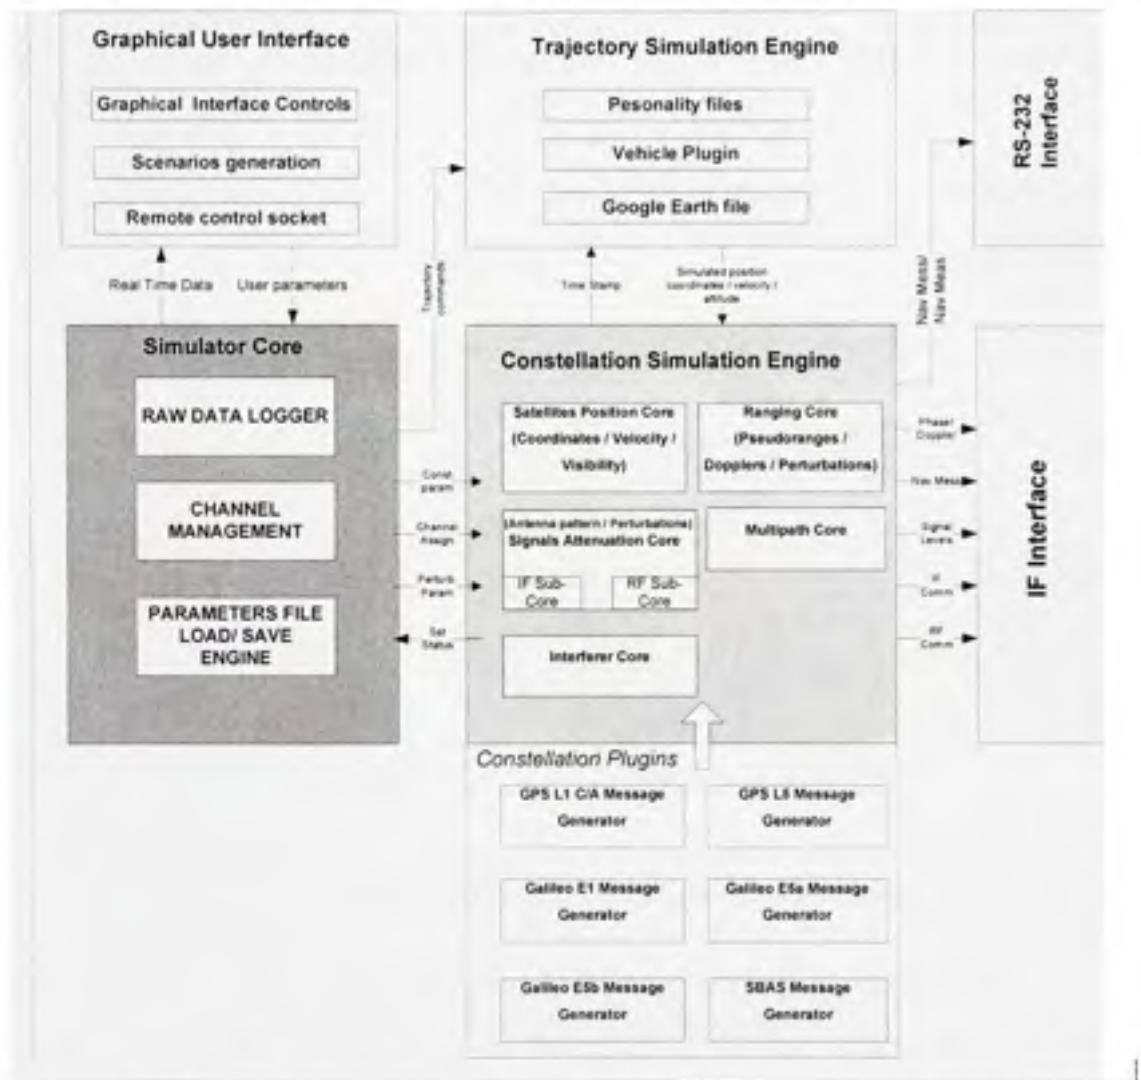 Graphical User Interface
Graphical Interface Controls
Scenarios generation
Remote control socket
Trajectory Simulation Engine
Pesonality files
Vehicle Plugin
Google Earth file
RS-232
Interface
Real Time Data
User parameters
Trajectory
commands
Time Stamp
Simulated position
coordinates / velocity /
attitude
Nav Mess/
Nav Meas
Simulator Core
RAW DATA LOGGER
CHANNEL
MANAGEMENT
PARAMETERS FILE
LOAD/ SAVE
ENGINE
Const.
param
Channel
Assign
Perturb
Param
Sat
Status
Constellation Simulation Engine
Satellites Position Core
(Coordinates / Velocity /
Visibility)
Ranging Core
(Pseudoranges /
Dopplers / Perturbations)
(Antenna pattern / Perturbations)
Signals Attenuation Core
IF Sub-
Core
RF Sub-
Core
Multipath Core
Interferer Core
Phase/
Doppler
Nav Mess
Signal
Levels
IF
Comm
RF
Comm
IF Interface
Constellation Plugins
GPS L1 C/A Message
Generator
GPS L5 Message
Generator
Galileo E1 Message
Generator
Galileo E5a Message
Generator
Galileo E5b Message
Generator
SBAS Message
Generator